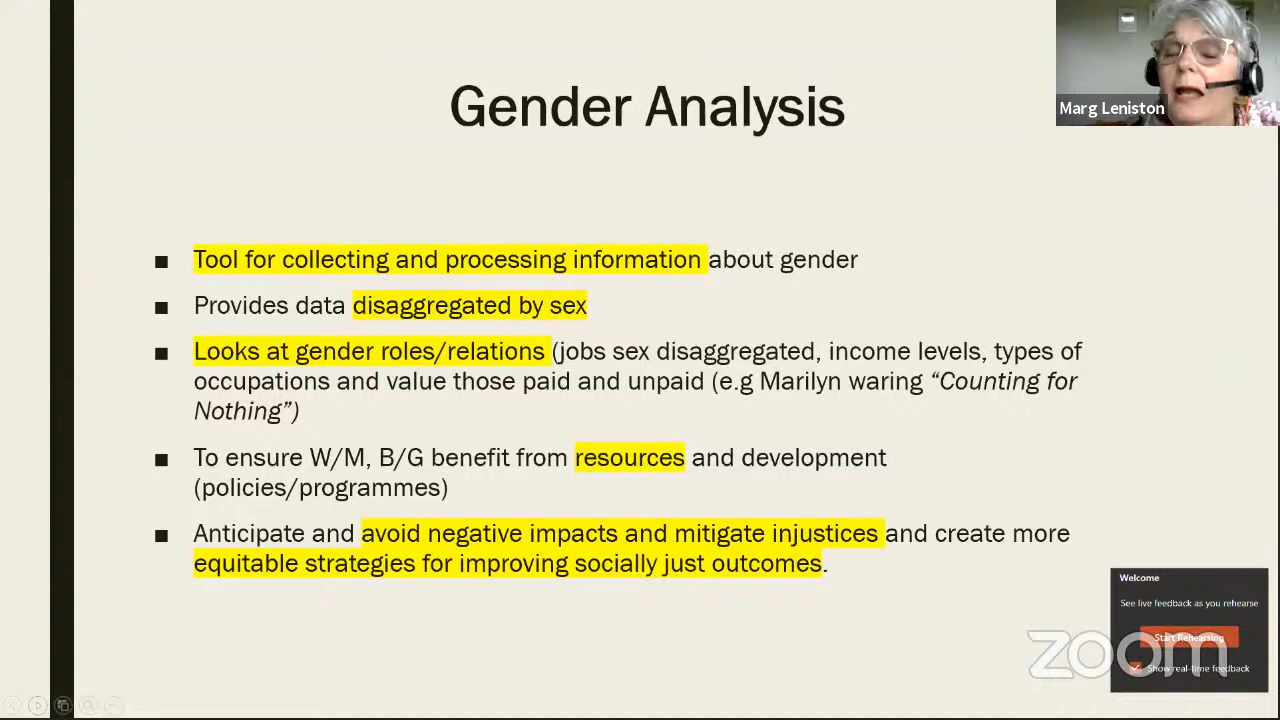 Gender Analysis
Marg Leniston
■ Tool for collecting and processing information about gender
■ Provides data disaggregated by sex
■ Looks at gender roles/relations (jobs sex disaggregated, income levels, types of
occupations and value those paid and unpaid (e.g Marilyn waring “Counting for
Nothing”)
■ To ensure W/M, B/G benefit from resources and development
(policies/programmes)
■ Anticipate and avoid negative impacts and mitigate injustices and create more
equitable strategies for improving socially just outcomes.
Welcome
See live feedback as you rehearse
Start Rehearsing
zoom
Show real-time feedback